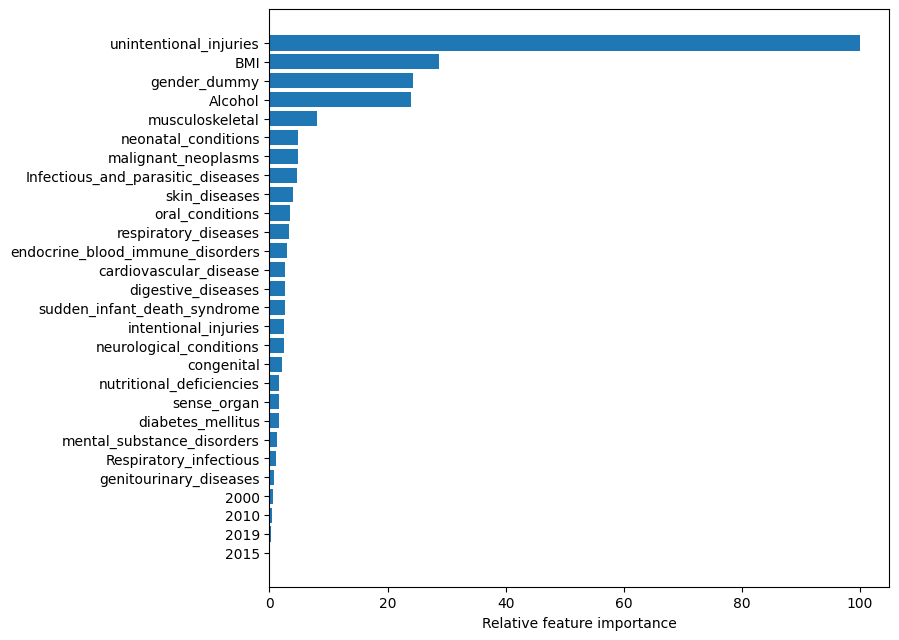 unintentional_injuries
BMI
gender_dummy
Alcohol
musculoskeletal
neonatal_conditions
malignant_neoplasms
Infectious_and_parasitic_diseases
skin_diseases
oral_conditions
respiratory_diseases
endocrine_blood_immune_disorders
cardiovascular_disease
digestive_diseases
sudden_infant_death_syndrome
intentional_injuries
neurological_conditions
congenital
nutritional_deficiencies
sense_organ
diabetes_mellitus
mental_substance_disorders
Respiratory_infectious
genitourinary_diseases
2000
2010
2019
2015
0 20 40 60 80 100
Relative feature importance